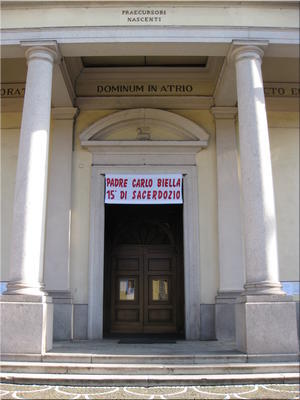 PRAECURSORI
NASCENTI
DOMINUM IN ATRIO
PADRE CARLO BIELLA
15° DI SACERDOZIO